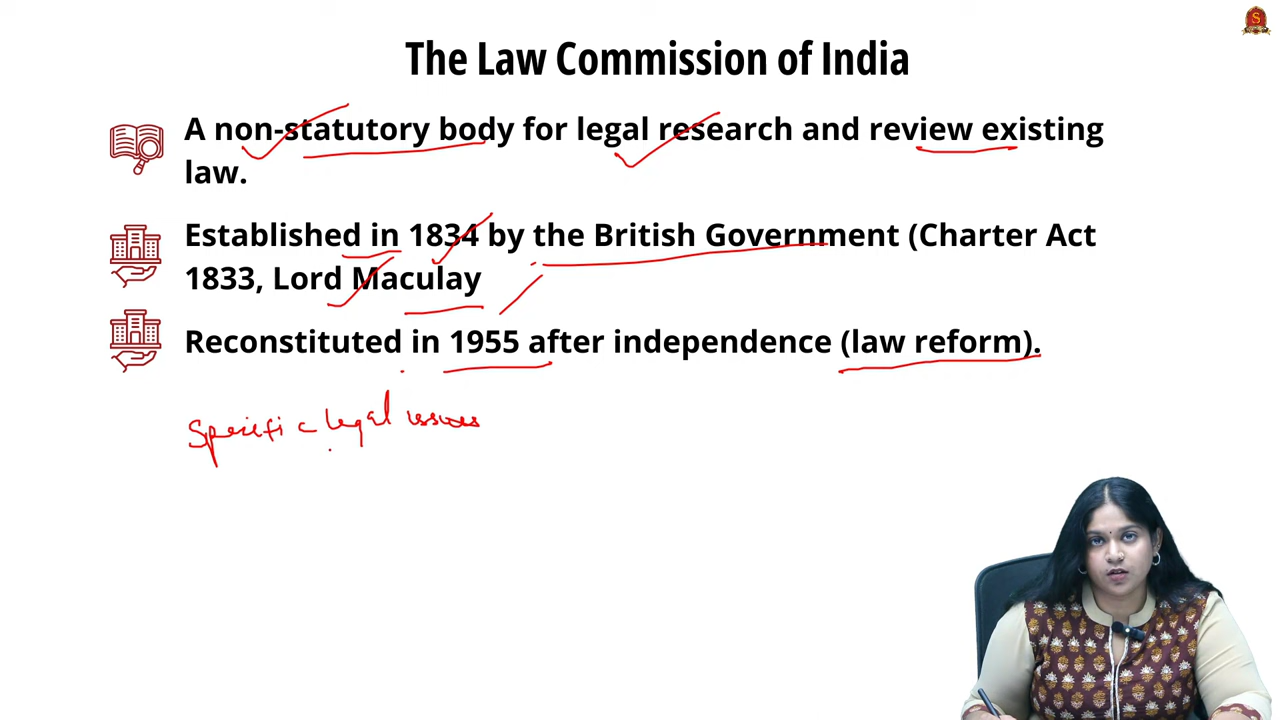 The Law Commission of India
A non-statutory body for legal research and review existing
law.
Established in 1834 by the British Government (Charter Act
1833, Lord Maculay
Reconstituted in 1955 after independence (law reform).
Specific legal issues
S